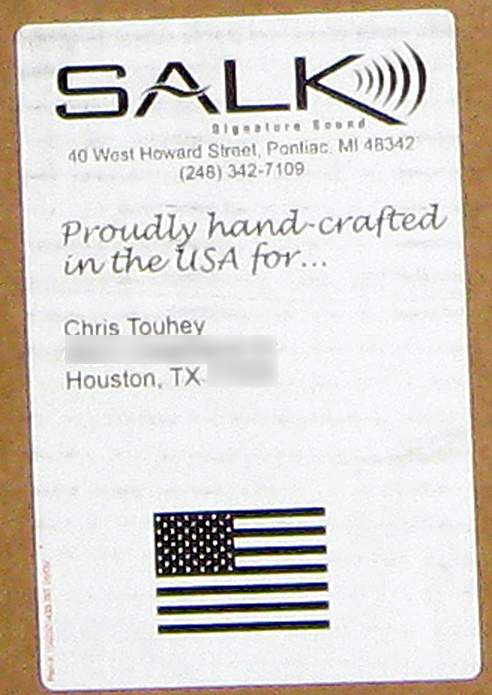 SALK
Signature Sound
40 West Howard Street, Pontiac, MI 48342
(248) 342-7109
Proudly hand-crafted
in the USA for...
Chris Touhey
Houston, TX